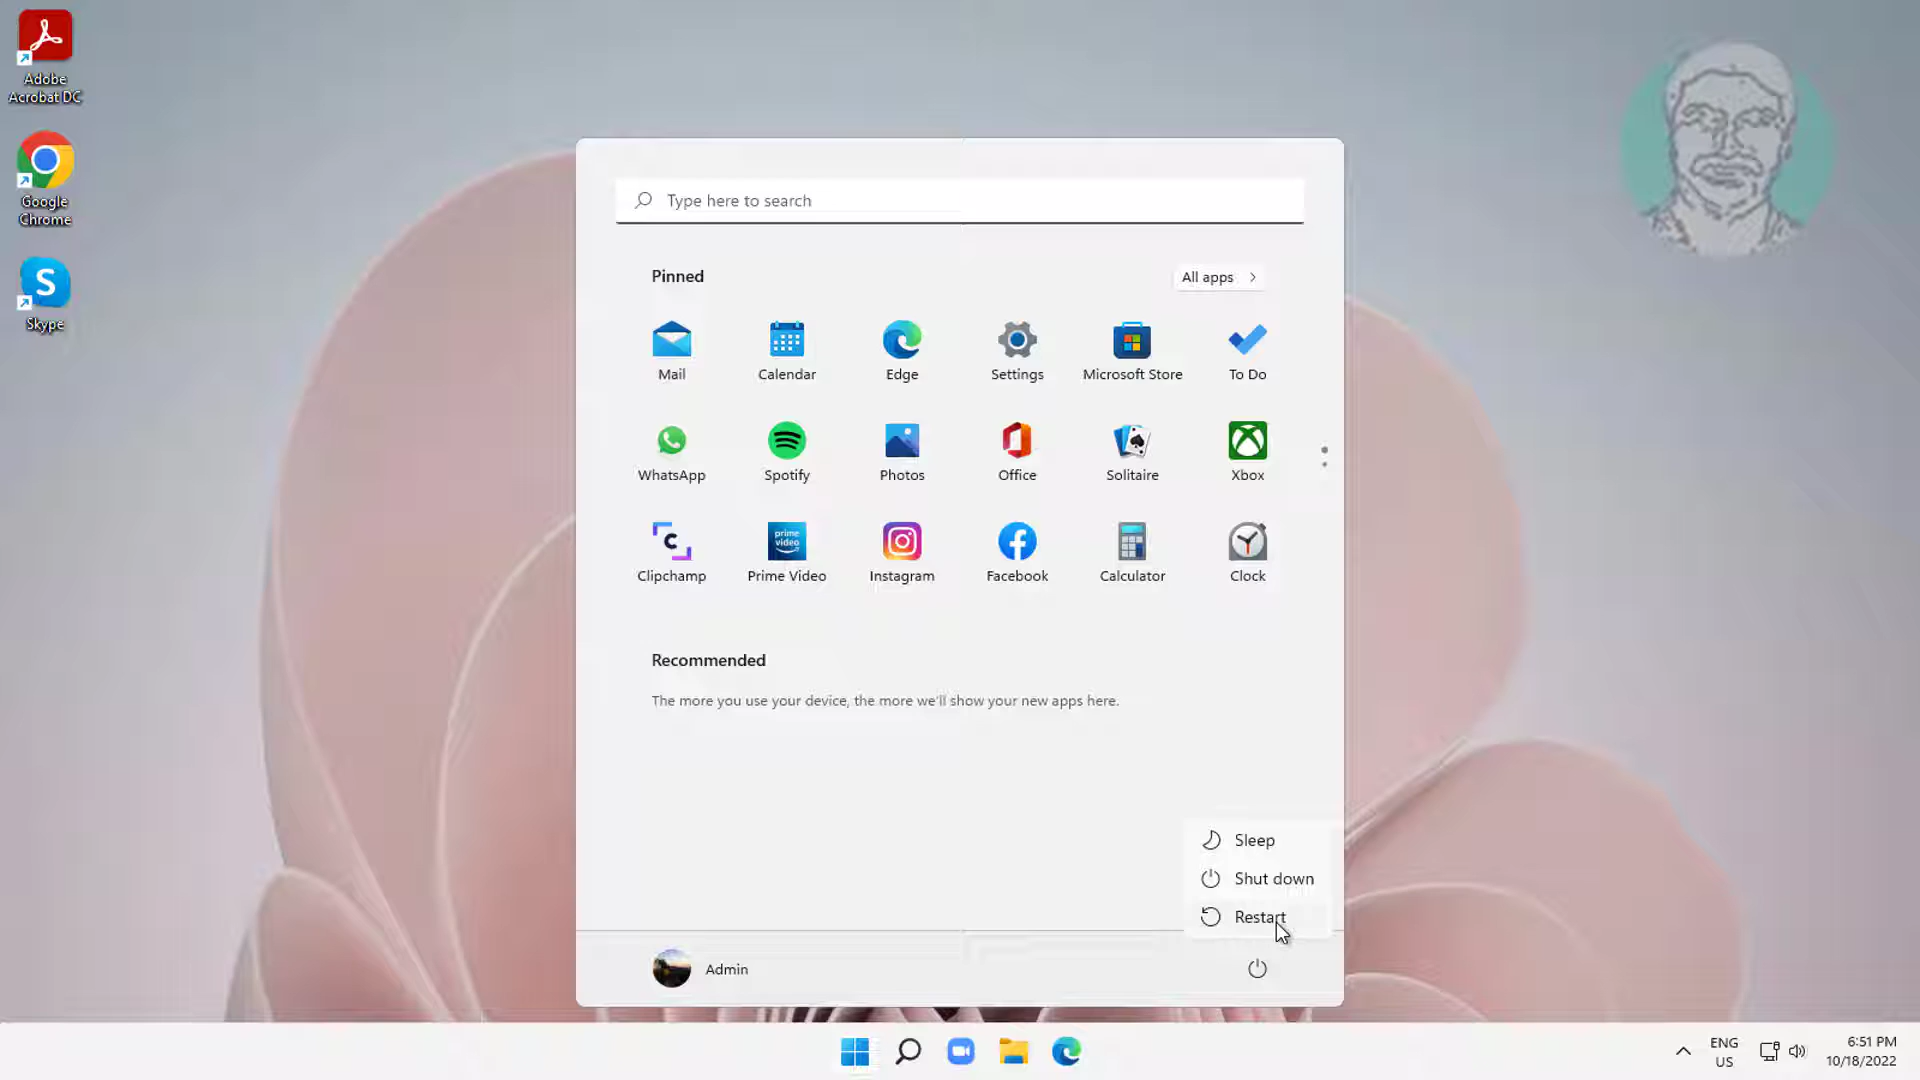 Adobe
Acrobat DC
Google
Chrome
S
Skype
Type here to search
Pinned
All apps
Mail
Calendar
Edge
Settings
Microsoft Store
To Do
WhatsApp
Spotify
Photos
Office
Solitaire
Xbox
C
prime
video
Clipchamp
Prime Video
Instagram
Facebook
Calculator
Clock
Recommended
The more you use your device, the more we'll show your new apps here.
Sleep
Shut down
Restart
Admin
ENG
US
6:51 PM
10/18/2022